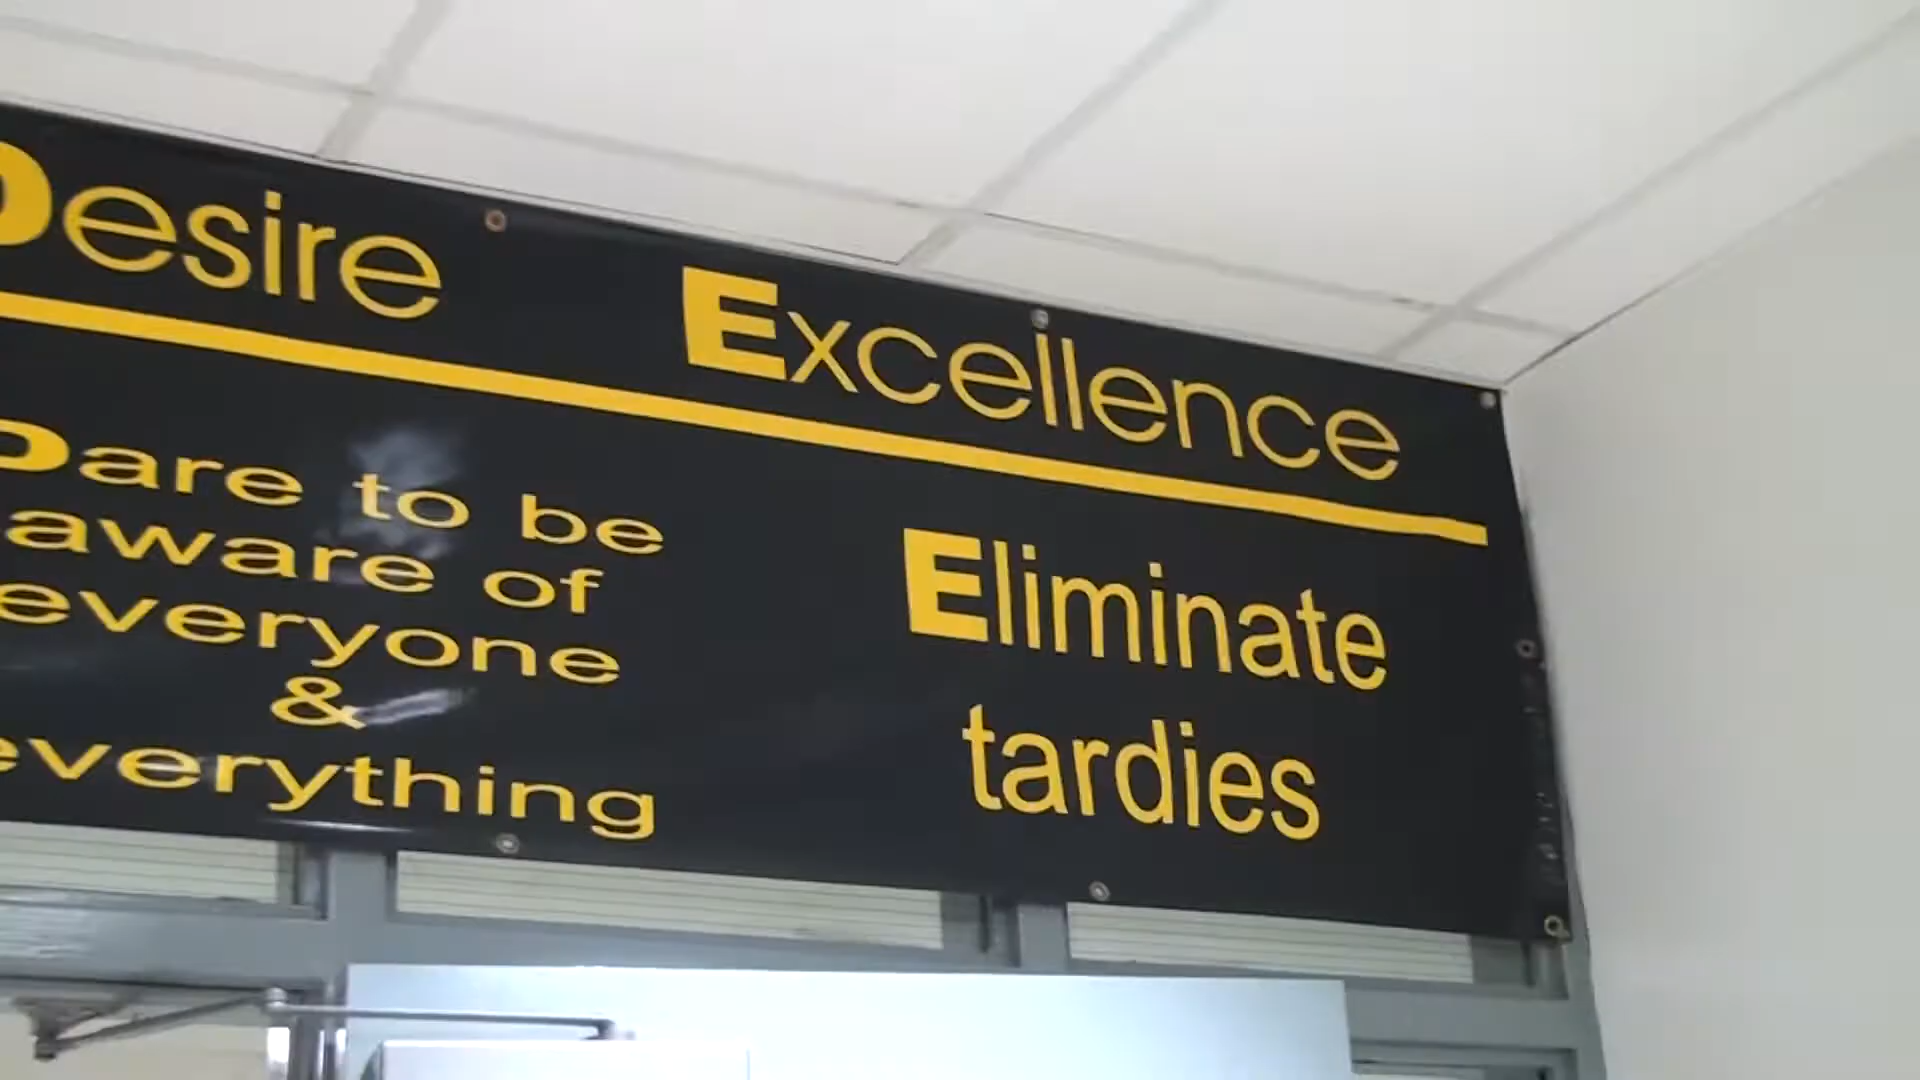 Desire Excellence
Dare to be
aware of
everyone
&
everything
Eliminate
tardies